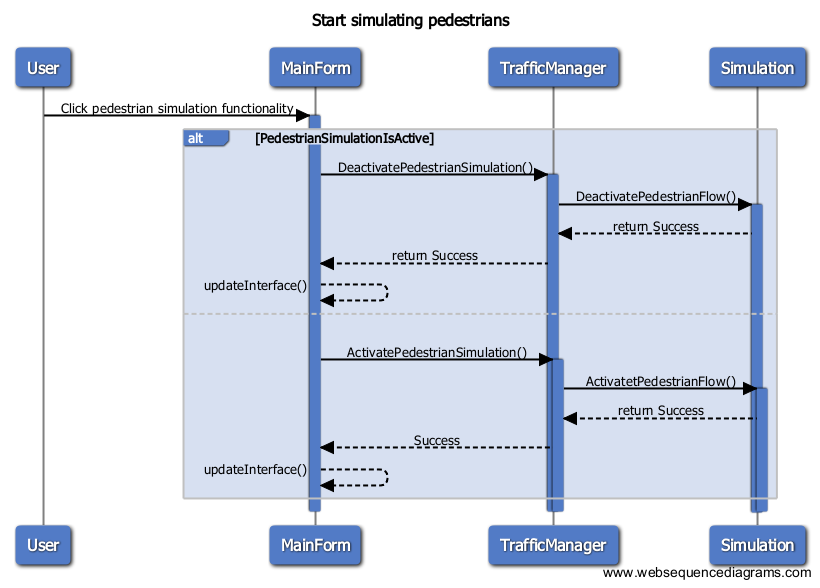 Start simulating pedestrians
User
MainForm
TrafficManager
Simulation
Click pedestrian simulation functionality
alt
[PedestrianSimulationIsActive]
DeactivatePedestrianSimulation()
DeactivatePedestrianFlow()
return Success
return Success
updateInterface()
ActivatePedestrianSimulation()
ActivatetPedestrianFlow()
return Success
Success
updateInterface()
User
MainForm
TrafficManager
Simulation
www.websequencediagrams.com